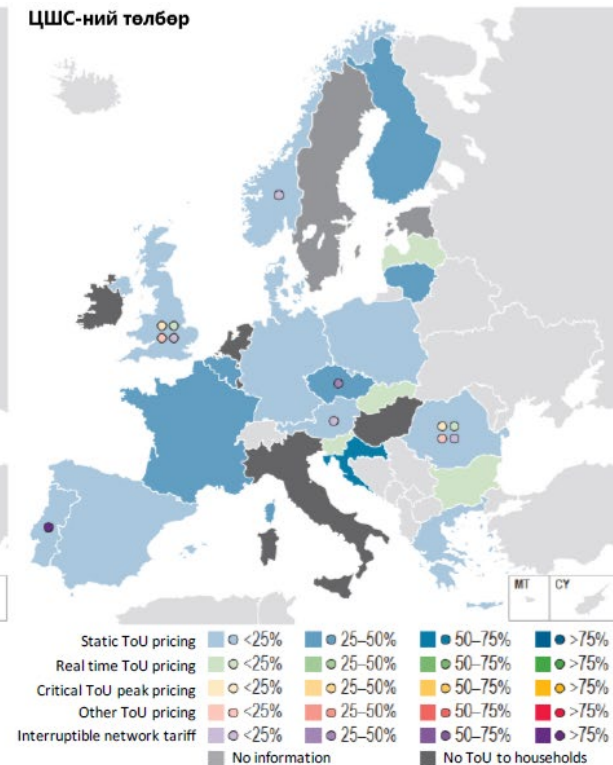 ЦШС-ний төлбөр
MT CY
Static ToU pricing <25% 25–50% 50–75% >75%
Real time ToU pricing <25% 25–50% 50–75% >75%
Critical ToU peak pricing <25% 25–50% 50–75% >75%
Other ToU pricing <25% 25–50% 50–75% >75%
Interruptible network tariff <25% 25–50% 50–75% >75%
No information No ToU to households